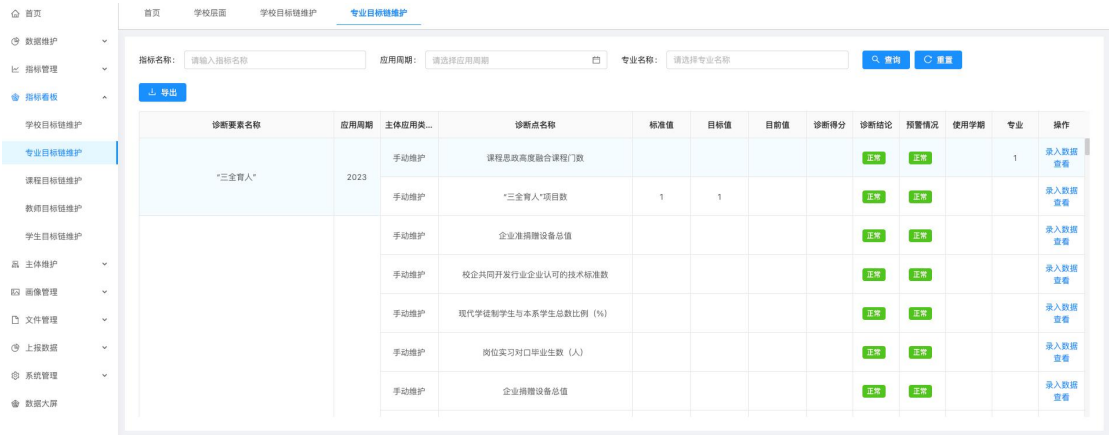 首页
数据维护
指标管理
指标看板
学校目标链维护
专业目标链维护
课程目标链维护
教师目标链维护
学生目标链维护
主体维护
画像管理
文件管理
上报数据
系统管理
数据大屏
首页 学校层面 学校目标链维护 专业目标链维护
指标名称： 请输入指标名称 应用周期： 请选择应用周期 专业名称： 请选择专业名称 查询 重置
导出
诊断要素名称 应用周期 主体应用类... 诊断点名称 标准值 目标值 目前值 诊断得分 诊断结论 预警情况 使用学期 专业 操作
“三全育人” 2023
手动维护 课程思政高度融合课程门数 正常 正常 1 录入数据
查看
手动维护 “三全育人”项目数 1 1 正常 正常 录入数据
查看
手动维护 企业准捐赠设备总值 正常 正常 录入数据
查看
手动维护 校企共同开发行业企业认可的技术标准数 正常 正常 录入数据
查看
手动维护 现代学徒制学生与本系学生总数比例（%） 正常 正常 录入数据
查看
手动维护 岗位实习对口毕业生数（人） 正常 正常 录入数据
查看
手动维护 企业捐赠设备总值 正常 正常 录入数据
查看